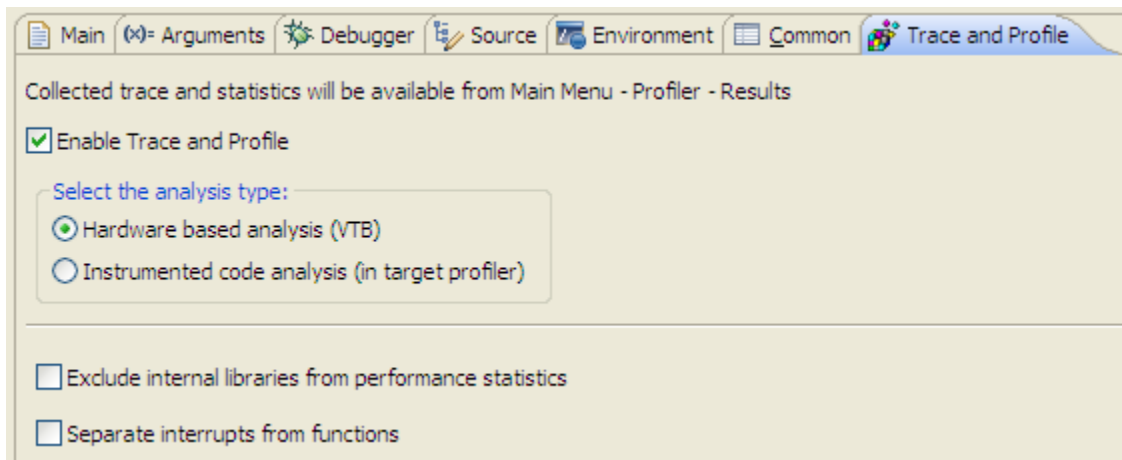 Main (x)= Arguments Debugger Source Environment Common Trace and Profile
Collected trace and statistics will be available from Main Menu - Profiler - Results
Enable Trace and Profile
Select the analysis type:
Hardware based analysis (VTB)
Instrumented code analysis (in target profiler)
Exclude internal libraries from performance statistics
Separate interrupts from functions